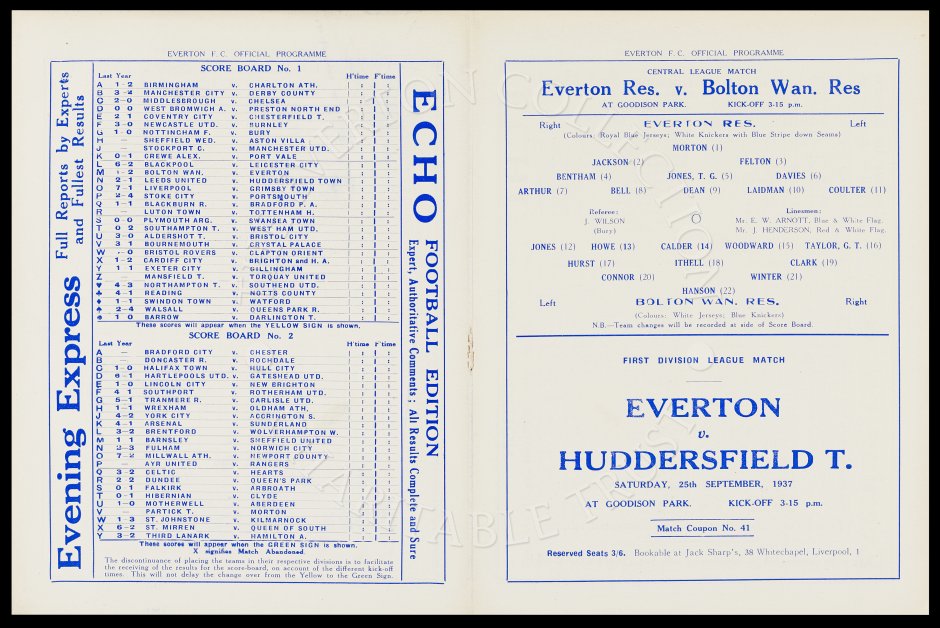 EVERTON F.C. OFFICIAL PROGRAMME
Evening Express
Full Reports by Experts
and Fullest Results
SCORE BOARD No. 1
Last Year H'time F'time
A 1-2 BIRMINGHAM v. CHARLTON ATH.
B 3-2 MANCHESTER CITY v. DERBY COUNTY
C 2-0 MIDDLESBROUGH v. CHELSEA
D 0 0 WEST BROMWICH A. v. PRESTON NORTH END
E 2 1 COVENTRY CITY v. CHESTERFIELD T.
F 3-0 NEWCASTLE UTD. v. BURNLEY
G 1-0 NOTTINGHAM F. v. BURY
H — SHEFFIELD WED. v. ASTON VILLA
J — STOCKPORT C. v. MANCHESTER UTD.
K 0-1 CREWE ALEX. v. PORT VALE
L 6-2 BLACKPOOL v. LEICESTER CITY
M -2 BOLTON WAN. v. EVERTON
N 2-1 LEEDS UNITED v. HUDDERSFIELD TOWN
O 7-1 LIVERPOOL v. GRIMSBY TOWN
P 2-4 STOKE CITY v. PORTSMOUTH
Q 1-1 BLACKBURN R. v. BRADFORD P.A.
R — LUTON TOWN v. TOTTENHAM H.
S 0 0 PLYMOUTH ARG. v. SWANSEA TOWN
T 0 2 SOUTHAMPTON T. v. WEST HAM UTD.
U 3-0 ALDERSHOT T. v. BRISTOL CITY
V 3 1 BOURNEMOUTH v. CRYSTAL PALACE
W -0 BRISTOL ROVERS v. CLAPTON ORIENT
X 1-2 CARDIFF CITY v. BRIGHTON and H. A.
Y 1 1 EXETER CITY v. GILLINGHAM
Z MANSFIELD T. v. TORQUAY UNITED
♥ 4-3 NORTHAMPTON T. v. SOUTHEND UTD.
♣ 4-1 READING v. NOTTS COUNTY
♦ 1-1 SWINDON TOWN v. WATFORD
♠ 2-4 WALSALL v. QUEENS PARK R.
1 0 BARROW v. DARLINGTON T.
These scores will appear when the YELLOW SIGN is shown.
SCORE BOARD No. 2
Last Year H'time F'time
A — BRADFORD CITY v. CHESTER
B DONCASTER R. v. ROCHDALE
C 1-0 HALIFAX TOWN v. HULL CITY
D 6-1 HARTLEPOOLS UTD. v. GATESHEAD UTD.
E 1-0 LINCOLN CITY v. NEW BRIGHTON
F 4 1 SOUTHPORT v. ROTHERHAM UTD.
G 5-1 TRANMERE R. v. CARLISLE UTD.
H 1-1 WREXHAM v. OLDHAM ATH.
J 4-2 YORK CITY v. ACCRINGTON S.
K 4-1 ARSENAL v. SUNDERLAND
L 3-2 BRENTFORD v. WOLVERHAMPTON W.
M 1 1 BARNSLEY v. SHEFFIELD UNITED
N 2-3 FULHAM v. NORWICH CITY
O 7-2 MILLWALL ATH. v. NEWPORT COUNTY
P — AYR UNITED v. RANGERS
Q 3-2 CELTIC v. HEARTS
R 2 2 DUNDEE v. QUEEN'S PARK
S 0 1 FALKIRK v. ARBROATH
T 0-1 HIBERNIAN v. CLYDE
U 1-0 MOTHERWELL v. ABERDEEN
V — PARTICK T. v. MORTON
W 1 3 ST. JOHNSTONE v. KILMARNOCK
X 6-2 ST. MIRREN v. QUEEN OF SOUTH
Y 3-2 THIRD LANARK v. HAMILTON A.
These scores will appear when the GREEN SIGN is shown.
X signifies Match Abandoned.
The discontinuance of placing the teams in their respective divisions is to facilitate
the receiving of the results for the score-board, on account of the different kick-off
times. This will not delay the change over from the Yellow to the Green Sign.
ECHO
FOOTBALL EDITION
Expert, Authoritative Comments : All Results Complete and Sure
EVERTON F.C. OFFICIAL PROGRAMME
CENTRAL LEAGUE MATCH
Everton Res. v. Bolton Wan. Res
AT GOODISON PARK. KICK-OFF 3-15 p.m.
Right EVERTON RES. Left
(Colours: Royal Blue Jerseys; White Knickers with Blue Stripe down Seams)
MORTON (1)
JACKSON (2) FELTON (3)
BENTHAM (4) JONES, T. G. (5) DAVIES (6)
ARTHUR (7) BELL (8) DEAN (9) LAIDMAN (10) COULTER (11)
Referee: Linesmen:
J. WILSON O Mr. E. W. ARNOTT, Blue & White Flag.
(Bury) Mr. J. HENDERSON, Red & White Flag.
JONES (12) HOWE (13) CALDER (14) WOODWARD (15) TAYLOR, G. T. (16)
HURST (17) ITHELL (18) CLARK (19)
CONNOR (20) WINTER (21)
HANSON (22)
Left BOLTON WAN. RES. Right
(Colours: White Jerseys; Blue Knickers)
N.B.—Team changes will be recorded at side of Score Board.
FIRST DIVISION LEAGUE MATCH
EVERTON
v.
HUDDERSFIELD T.
SATURDAY, 25th SEPTEMBER, 1937
AT GOODISON PARK. KICK-OFF 3-15 p.m.
Match Coupon No. 41
Reserved Seats 3/6. Bookable at Jack Sharp's, 38 Whitechapel, Liverpool, 1